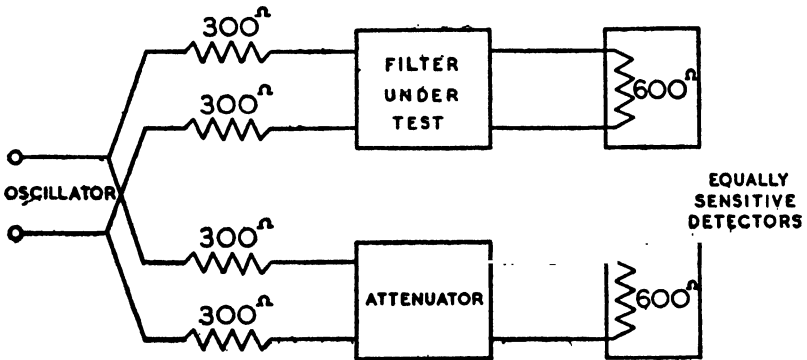 300Ω
300Ω
FILTER
UNDER
TEST
600Ω
OSCILLATOR
EQUALLY
SENSITIVE
DETECTORS
300Ω
300Ω
ATTENUATOR
600Ω